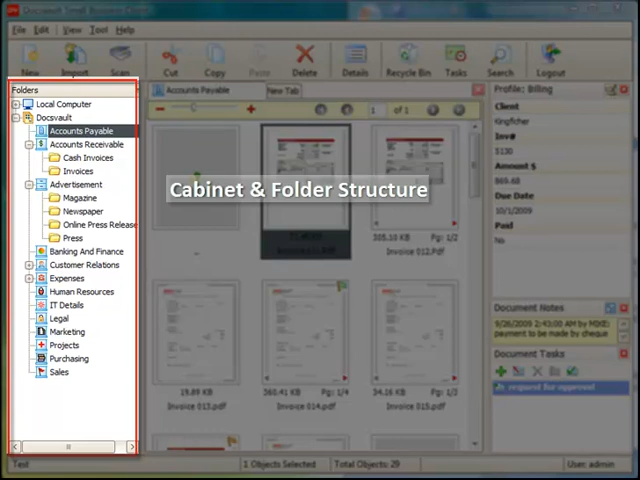 Docsvault Small Business
File Edit View Tool Help
New Import Scan Cut Copy Paste Delete Details Recycle Bin Tasks Search Logout
Folders
Local Computer
Docsvault
Accounts Payable
Accounts Receivable
Cash Invoices
Invoices
Advertisement
Magazine
Newspaper
Online Press Release
Press
Banking And Finance
Customer Relations
Expenses
Human Resources
IT Details
Legal
Marketing
Projects
Purchasing
Sales
Accounts Payable New Tab
1 of 1
Cabinet & Folder Structure
305.10 KB Pg: 1/2
Invoice 012.pdf
19.89 KB
Invoice 013.pdf
360.41 KB Pg: 1/4
Invoice 014.pdf
34.16 KB Pg: 1/2
Invoice 015.pdf
Profile: Billing
Client
Kingfisher
Inv#
5130
Amount $
869.68
Due Date
10/1/2009
Paid
No
Document Notes
9/26/2009 2:43:00 AM by MIKE:
payment to be made by cheque
Document Tasks
request for approval
Test 1 Objects Selected Total Objects: 29 User: admin